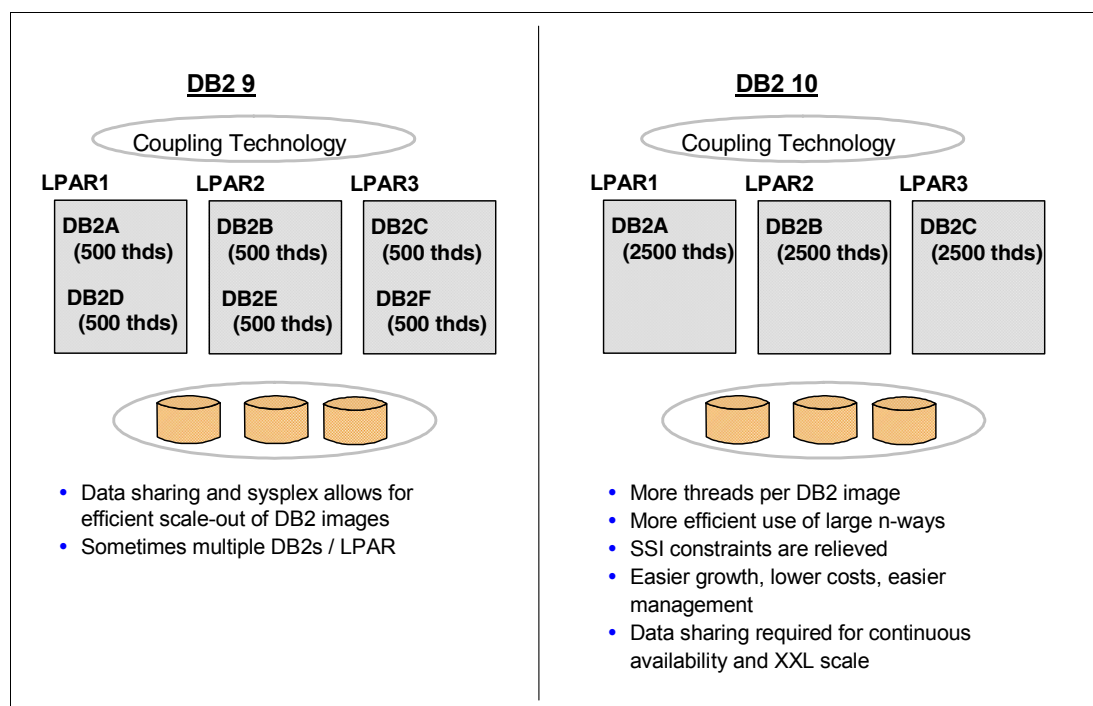 DB2 9
Coupling Technology
LPAR1 LPAR2 LPAR3
DB2A
(500 thds)
DB2D
(500 thds)
DB2B
(500 thds)
DB2E
(500 thds)
DB2C
(500 thds)
DB2F
(500 thds)
• Data sharing and sysplex allows for
efficient scale-out of DB2 images
• Sometimes multiple DB2s / LPAR
DB2 10
Coupling Technology
LPAR1 LPAR2 LPAR3
DB2A
(2500 thds)
DB2B
(2500 thds)
DB2C
(2500 thds)
• More threads per DB2 image
• More efficient use of large n-ways
• SSI constraints are relieved
• Easier growth, lower costs, easier
management
• Data sharing required for continuous
availability and XXL scale